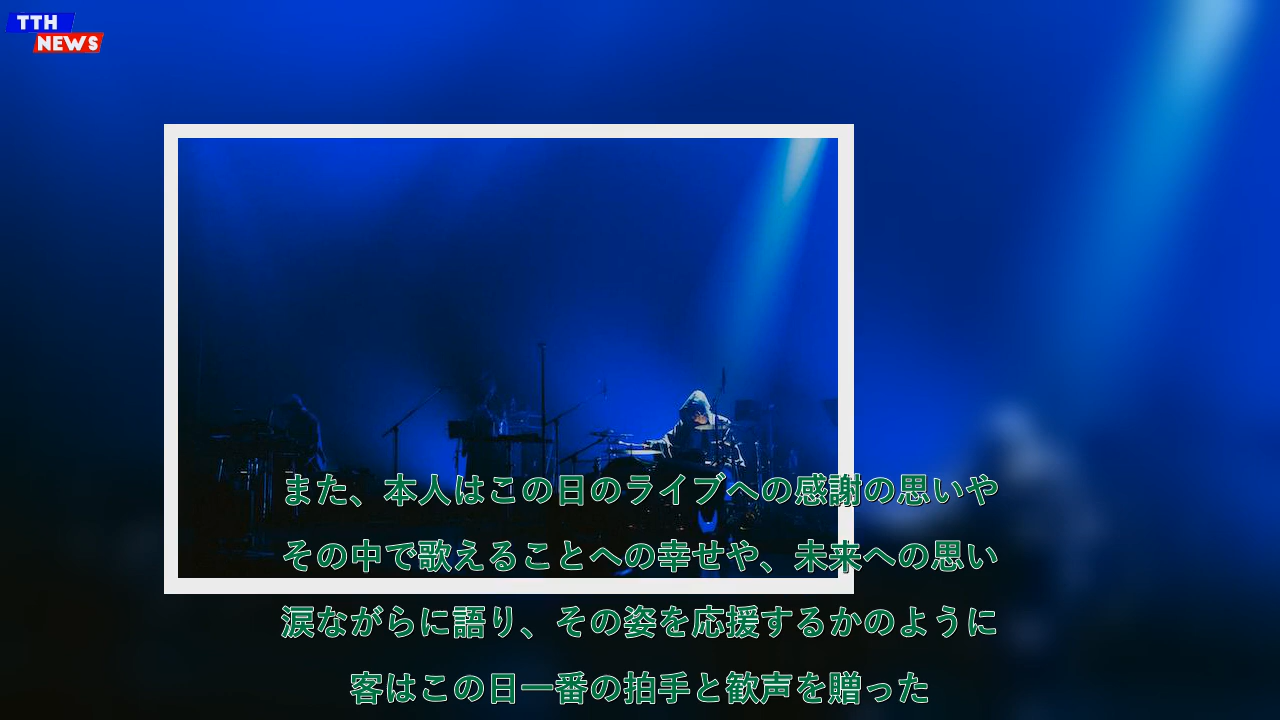 TTH
NEWS
また、本人はこの日のライブへの感謝の思いや
その中で歌えることへの幸せや、未来への思い
涙ながらに語り、その姿を応援するかのように
客はこの日一番の拍手と歓声を贈った